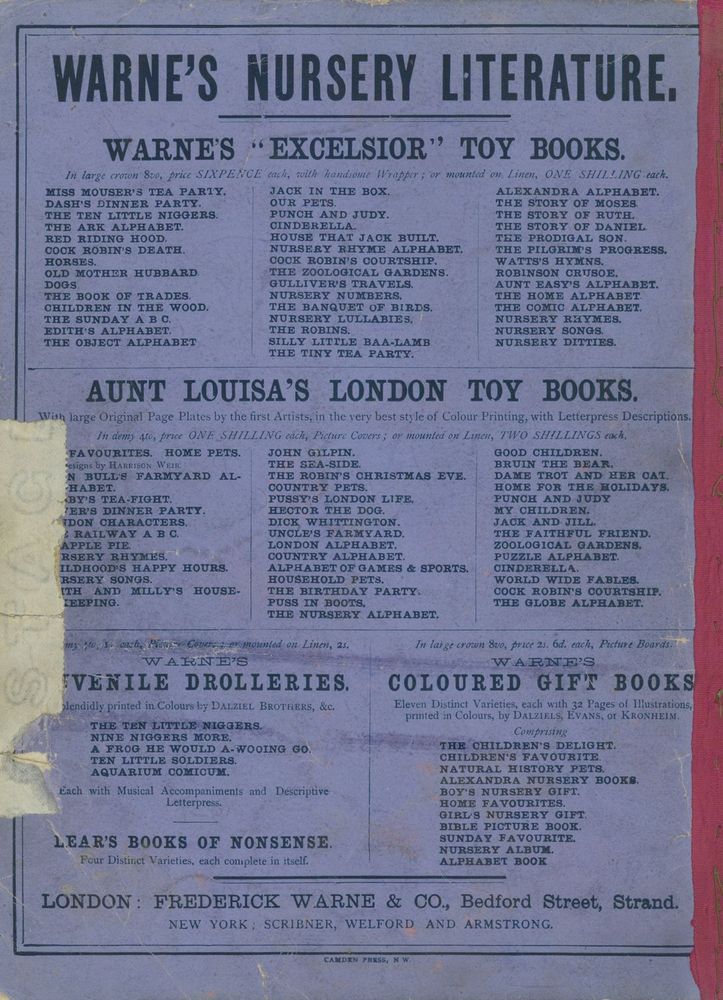 WARNE'S NURSERY LITERATURE.
WARNE'S "EXCELSIOR" TOY BOOKS.
In large crown 8vo, price SIXPENCE each, with handsome Wrapper; or mounted on Linen, ONE SHILLING each.
MISS MOUSER'S TEA PARTY.
DASH'S DINNER PARTY.
THE TEN LITTLE NIGGERS.
THE ARK ALPHABET.
RED RIDING HOOD.
COCK ROBIN'S DEATH.
HORSES.
OLD MOTHER HUBBARD.
DOGS
THE BOOK OF TRADES.
CHILDREN IN THE WOOD.
THE SUNDAY A B C.
EDITH'S ALPHABET.
THE OBJECT ALPHABET
JACK IN THE BOX.
OUR PETS.
PUNCH AND JUDY.
CINDERELLA.
HOUSE THAT JACK BUILT.
NURSERY RHYME ALPHABET.
COCK ROBIN'S COURTSHIP.
THE ZOOLOGICAL GARDENS.
GULLIVER'S TRAVELS.
NURSERY NUMBERS.
THE BANQUET OF BIRDS.
NURSERY LULLABIES.
THE ROBINS.
SILLY LITTLE BAA-LAMB
THE TINY TEA PARTY.
ALEXANDRA ALPHABET.
THE STORY OF MOSES
THE STORY OF RUTH.
THE STORY OF DANIEL
THE PRODIGAL SON.
THE PILGRIM'S PROGRESS.
WATTS'S HYMNS.
ROBINSON CRUSOE.
AUNT EASY'S ALPHABET.
THE HOME ALPHABET
THE COMIC ALPHABET.
NURSERY RHYMES.
NURSERY SONGS.
NURSERY DITTIES.
AUNT LOUISA'S LONDON TOY BOOKS.
With large Original Page Plates by the first Artists, in the very best style of Colour Printing, with Letterpress Descriptions.
In demy 4to, price ONE SHILLING each, Picture Covers; or mounted on Linen, TWO SHILLINGS each.
FAVOURITES. HOME PETS.
esigns by HARRISON WEIR.
N BULL'S FARMYARD AL-
HABET.
BY'S TEA-FIGHT.
VER'S DINNER PARTY.
DON CHARACTERS.
RAILWAY A B C.
APPLE PIE.
RSERY RHYMES.
ILDHOOD'S HAPPY HOURS.
RSERY SONGS.
TH AND MILLY'S HOUSE-
KEEPING.
JOHN GILPIN.
THE SEA-SIDE.
THE ROBIN'S CHRISTMAS EVE.
COUNTRY PETS.
PUSSY'S LONDON LIFE.
HECTOR THE DOG.
DICK WHITTINGTON.
UNCLE'S FARMYARD.
LONDON ALPHABET.
COUNTRY ALPHABET.
ALPHABET OF GAMES & SPORTS.
HOUSEHOLD PETS.
THE BIRTHDAY PARTY.
PUSS IN BOOTS.
THE NURSERY ALPHABET.
GOOD CHILDREN.
BRUIN THE BEAR.
DAME TROT AND HER CAT.
HOME FOR THE HOLIDAYS.
PUNCH AND JUDY
MY CHILDREN.
JACK AND JILL.
THE FAITHFUL FRIEND.
ZOOLOGICAL GARDENS.
PUZZLE ALPHABET.
CINDERELLA.
WORLD WIDE FABLES.
COCK ROBIN'S COURTSHIP.
THE GLOBE ALPHABET.
4to, each, Picture Covers; or mounted on Linen, 2s.
WARNE'S
VENILE DROLLERIES.
lendidly printed in Colours by DALZIEL BROTHERS, &c.
THE TEN LITTLE NIGGERS.
NINE NIGGERS MORE.
A FROG HE WOULD A-WOOING GO.
TEN LITTLE SOLDIERS.
AQUARIUM COMICUM.
Each with Musical Accompaniments and Descriptive
Letterpress.
LEAR'S BOOKS OF NONSENSE.
Four Distinct Varieties, each complete in itself.
In large crown 8vo, price 2s. 6d. each, Picture Boards.
WARNE'S
COLOURED GIFT BOOKS
Eleven Distinct Varieties, each with 32 Pages of Illustrations,
printed in Colours, by DALZIELS, EVANS, or KRONHEIM.
Comprising
THE CHILDREN'S DELIGHT.
CHILDREN'S FAVOURITE.
NATURAL HISTORY PETS.
ALEXANDRA NURSERY BOOKS.
BOY'S NURSERY GIFT.
HOME FAVOURITES.
GIRL'S NURSERY GIFT.
BIBLE PICTURE BOOK.
SUNDAY FAVOURITE.
NURSERY ALBUM.
ALPHABET BOOK
LONDON: FREDERICK WARNE & CO., Bedford Street, Strand.
NEW YORK; SCRIBNER, WELFORD AND ARMSTRONG.
CAMDEN PRESS, N W.